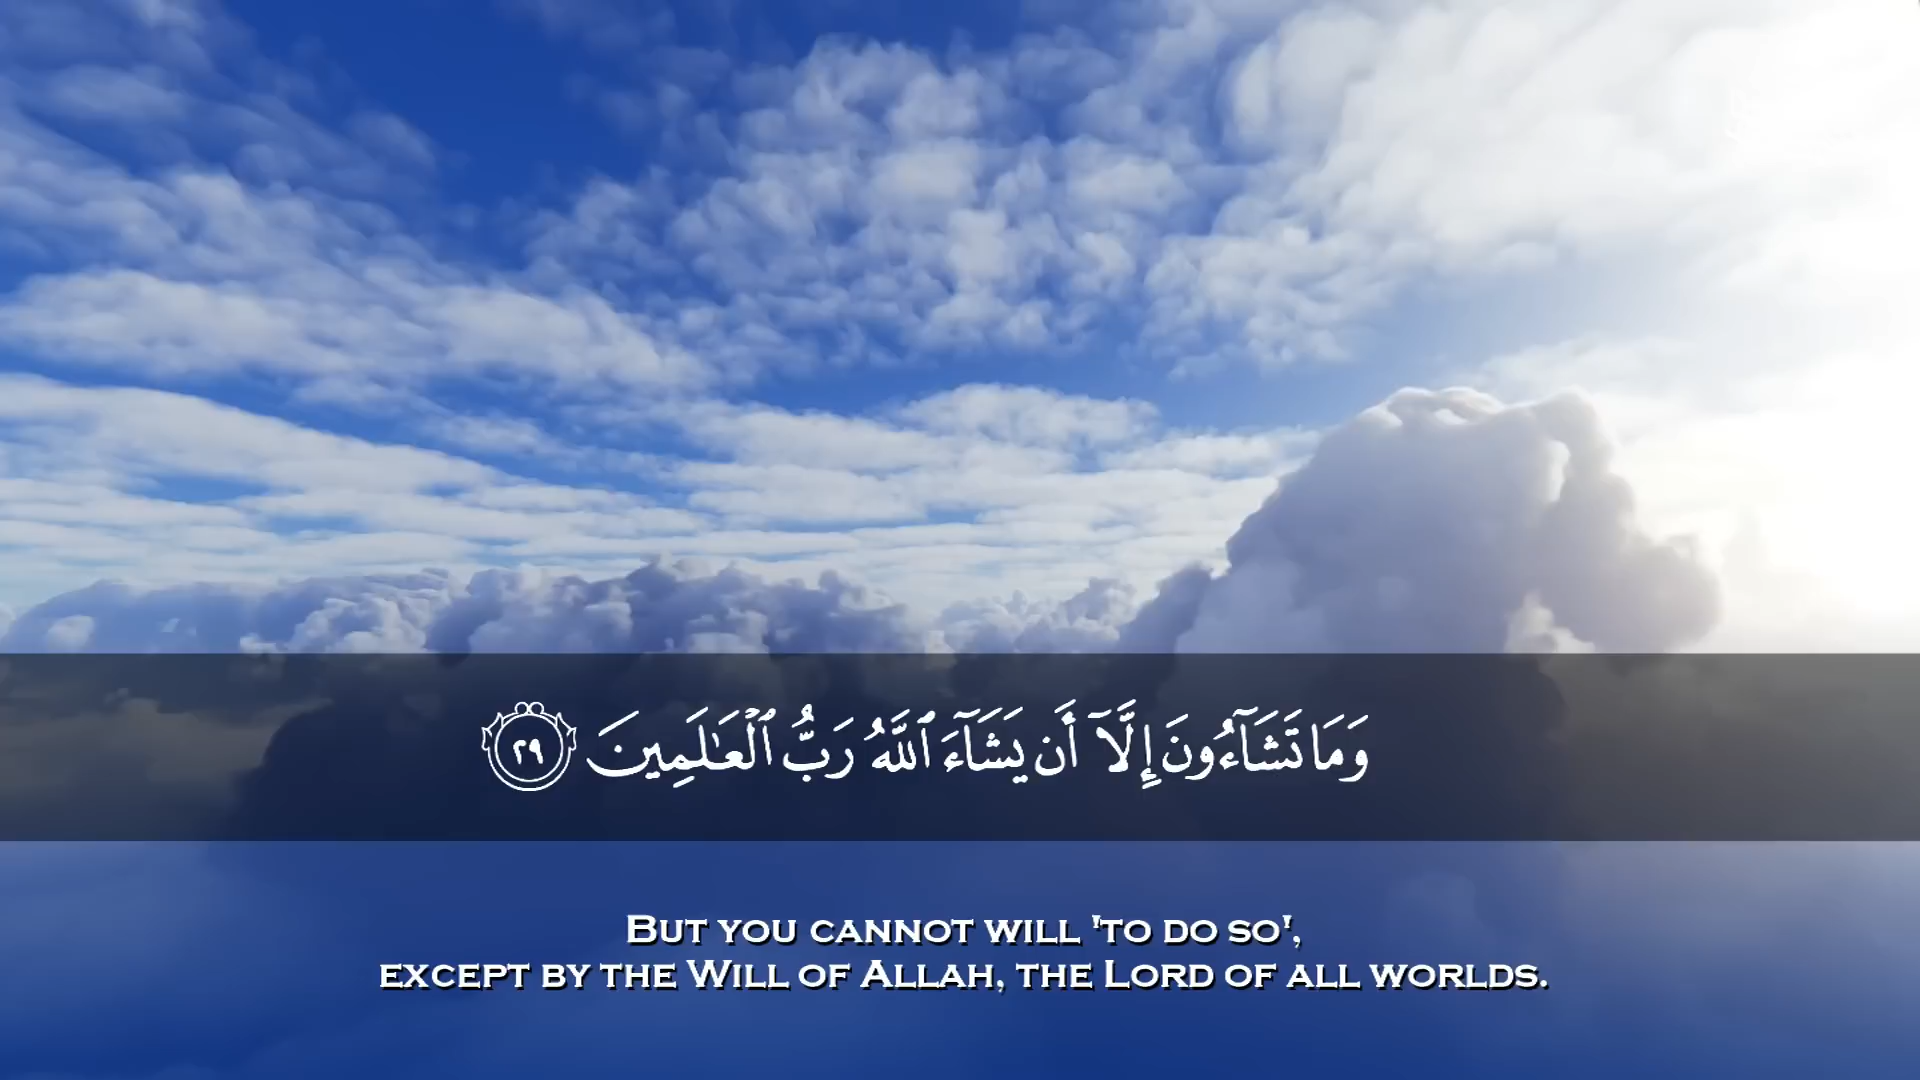 وَمَا تَشَآءُونَ إِلَّآ أَن يَشَآءَ ٱللَّهُ رَبُّ ٱلْعَـٰلَمِينَ ٢٩
BUT YOU CANNOT WILL 'TO DO SO',
EXCEPT BY THE WILL OF ALLAH, THE LORD OF ALL WORLDS.